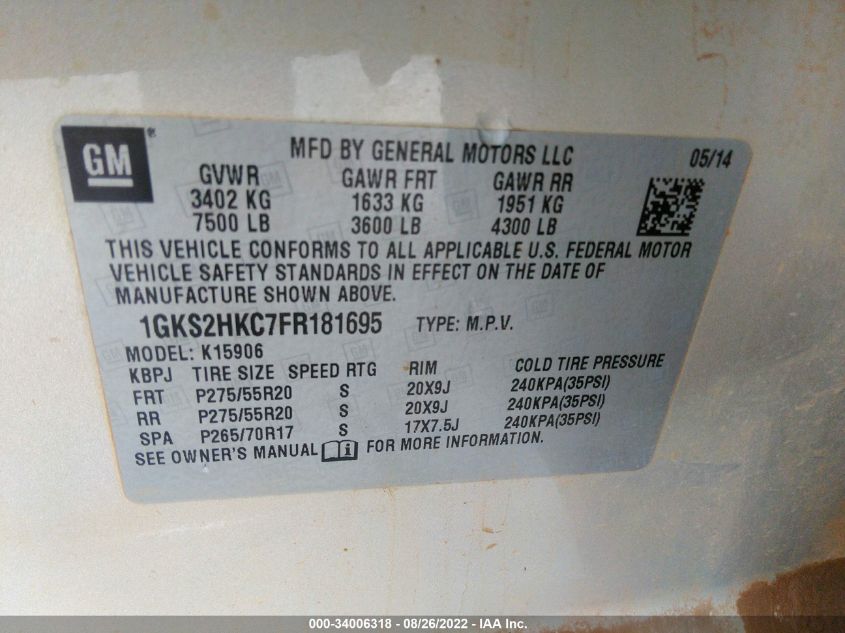 GM ®
MFD BY GENERAL MOTORS LLC 05/14
GVWR GAWR FRT GAWR RR
3402 KG 1633 KG 1951 KG
7500 LB 3600 LB 4300 LB
THIS VEHICLE CONFORMS TO ALL APPLICABLE U.S. FEDERAL MOTOR
VEHICLE SAFETY STANDARDS IN EFFECT ON THE DATE OF
MANUFACTURE SHOWN ABOVE.
1GKS2HKC7FR181695 TYPE: M.P.V.
MODEL: K15906
KBPJ TIRE SIZE SPEED RTG RIM COLD TIRE PRESSURE
FRT P275/55R20 S 20X9J 240KPA(35PSI)
RR P275/55R20 S 20X9J 240KPA(35PSI)
SPA P265/70R17 S 17X7.5J 240KPA(35PSI)
SEE OWNER'S MANUAL FOR MORE INFORMATION.
000-34006318 - 08/26/2022 - IAA Inc.